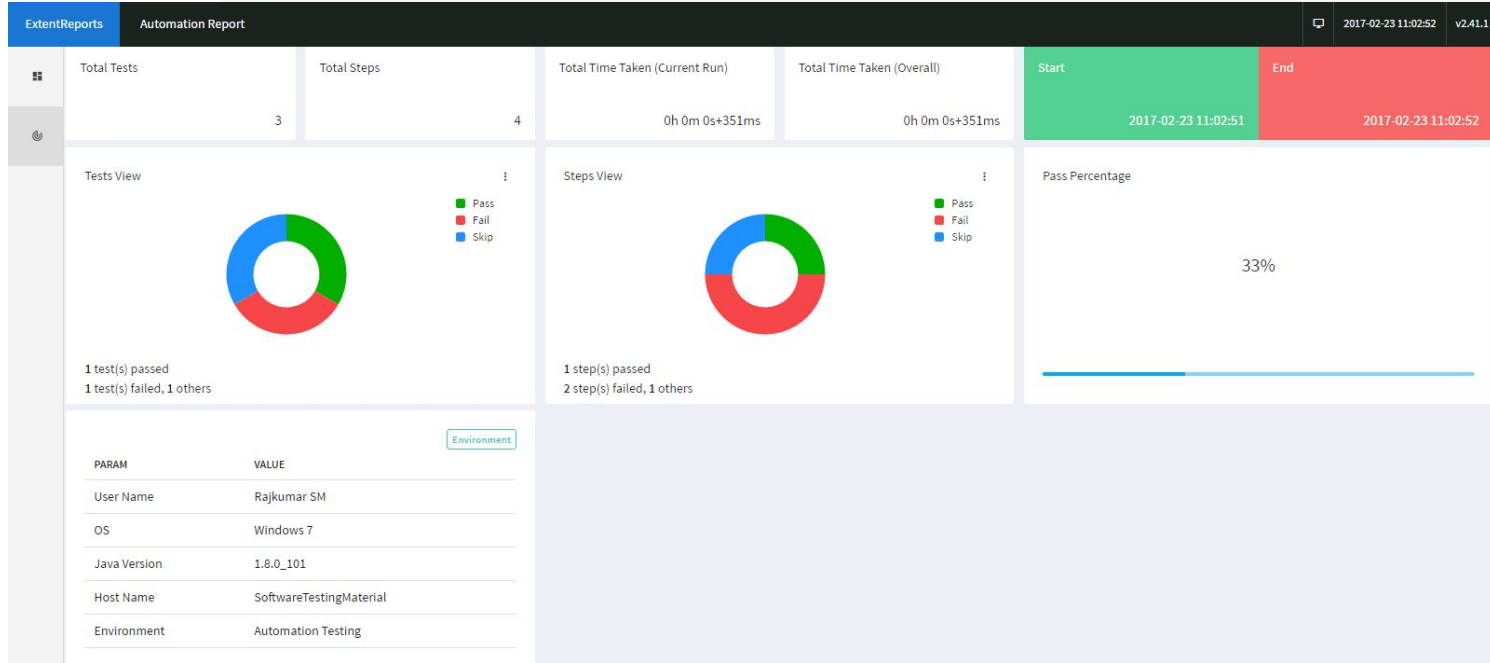 ExtentReports Automation Report 2017-02-23 11:02:52 v2.41.1
Total Tests
3
Total Steps
4
Total Time Taken (Current Run)
0h 0m 0s+351ms
Total Time Taken (Overall)
0h 0m 0s+351ms
Start
2017-02-23 11:02:51
End
2017-02-23 11:02:52
Tests View
Pass
Fail
Skip
1 test(s) passed
1 test(s) failed, 1 others
Steps View
Pass
Fail
Skip
1 step(s) passed
2 step(s) failed, 1 others
Pass Percentage
33%
Environment
PARAM VALUE
User Name Rajkumar SM
OS Windows 7
Java Version 1.8.0_101
Host Name SoftwareTestingMaterial
Environment Automation Testing